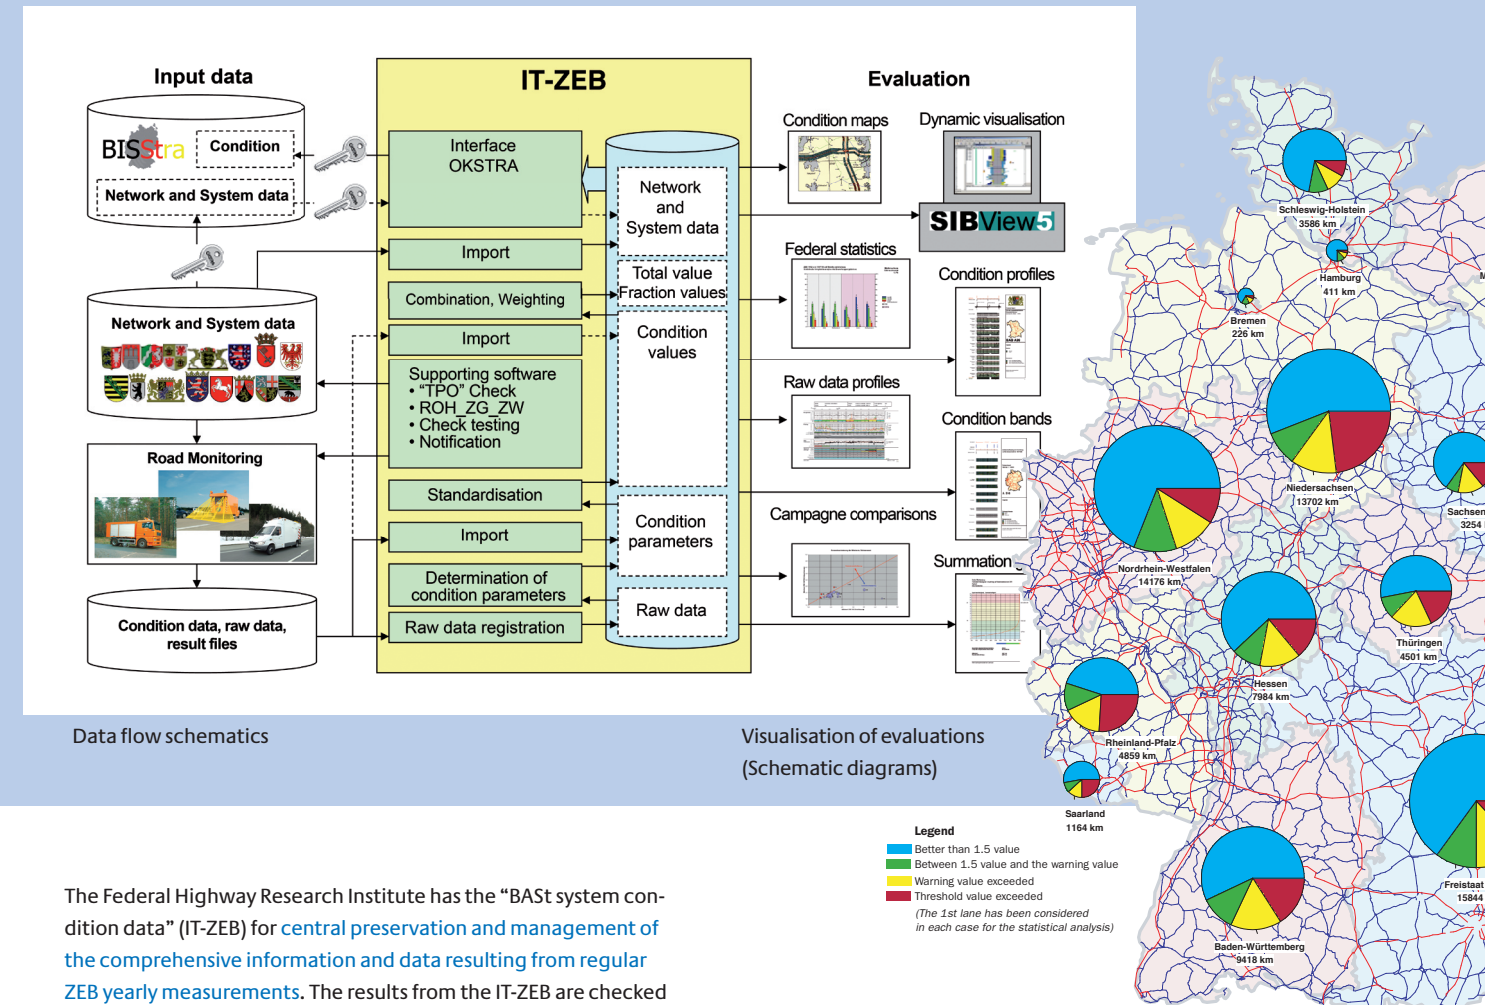 Input data
BISStra
Condition
Network and System data
Network and System data
Road Monitoring
Condition data, raw data,
result files
IT-ZEB
Interface
OKSTRA
Import
Combination, Weighting
Import
Supporting software
• “TPO” Check
• ROH_ZG_ZW
• Check testing
• Notification
Standardisation
Import
Determination of
condition parameters
Raw data registration
Network
and
System data
Total value
Fraction values
Condition
values
Condition
parameters
Raw data
Evaluation
Condition maps
Dynamic visualisation
SIBView5
Federal statistics
Condition profiles
Raw data profiles
Condition bands
Campagne comparisons
Summation
Data flow schematics
Visualisation of evaluations
(Schematic diagrams)
Schleswig-Holstein
3586 km
Hamburg
411 km
Bremen
226 km
Niedersachsen
13702 km
Sachsen
3254
Nordrhein-Westfalen
14176 km
Thüringen
4501 km
Hessen
7984 km
Rheinland-Pfalz
4859 km
Saarland
1164 km
Freistaat
15844
Baden-Württemberg
9418 km
Legend
Better than 1.5 value
Between 1.5 value and the warning value
Warning value exceeded
Threshold value exceeded
(The 1st lane has been considered
in each case for the statistical analysis)
The Federal Highway Research Institute has the “BASt system con-
dition data” (IT-ZEB) for central preservation and management of
the comprehensive information and data resulting from regular
ZEB yearly measurements. The results from the IT-ZEB are checked